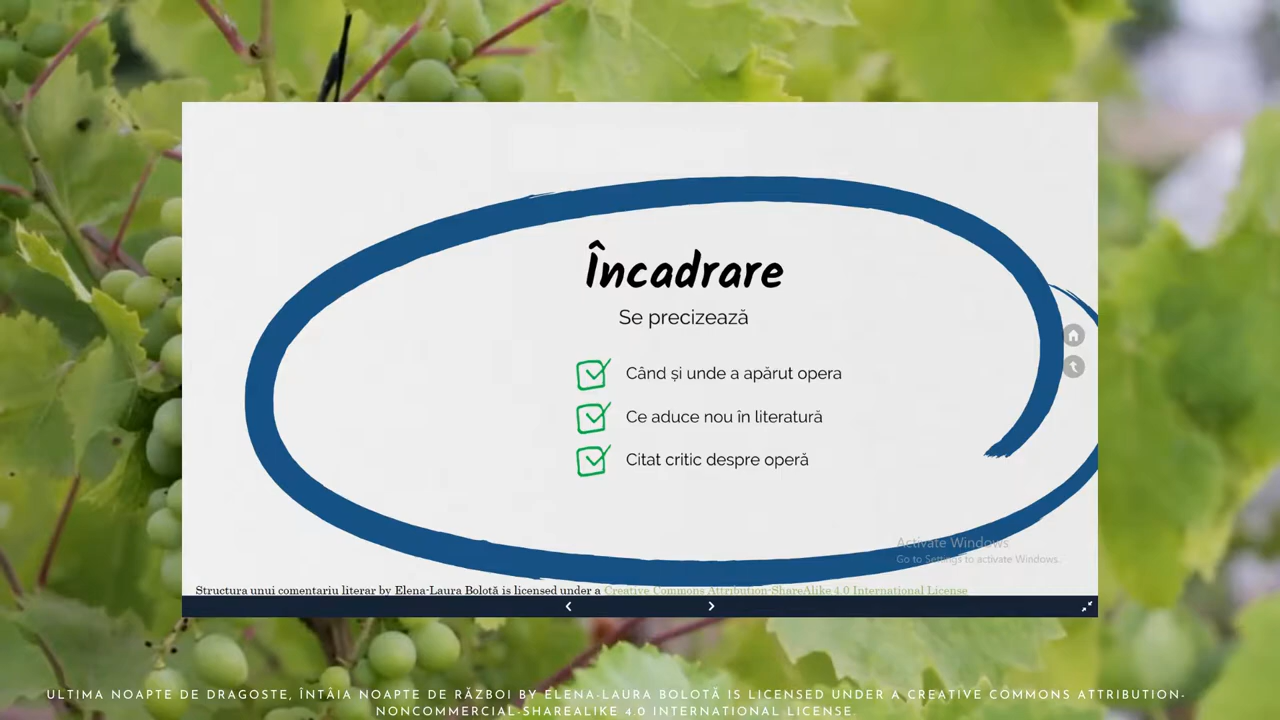 Încadrare
Se precizează
Când și unde a apărut opera
Ce aduce nou în literatură
Citat critic despre operă
Activate Windows
Go to Settings to activate Windows.
Structura unui comentariu literar by Elena-Laura Bolotă is licensed under a Creative Commons Attribution-ShareAlike 4.0 International License
ULTIMA NOAPTE DE DRAGOSTE, ÎNTÂIA NOAPTE DE RĂZBOI BY ELENA-LAURA BOLOTĂ IS LICENSED UNDER A CREATIVE COMMONS ATTRIBUTION-
NONCOMMERCIAL-SHAREALIKE 4.0 INTERNATIONAL LICENSE.